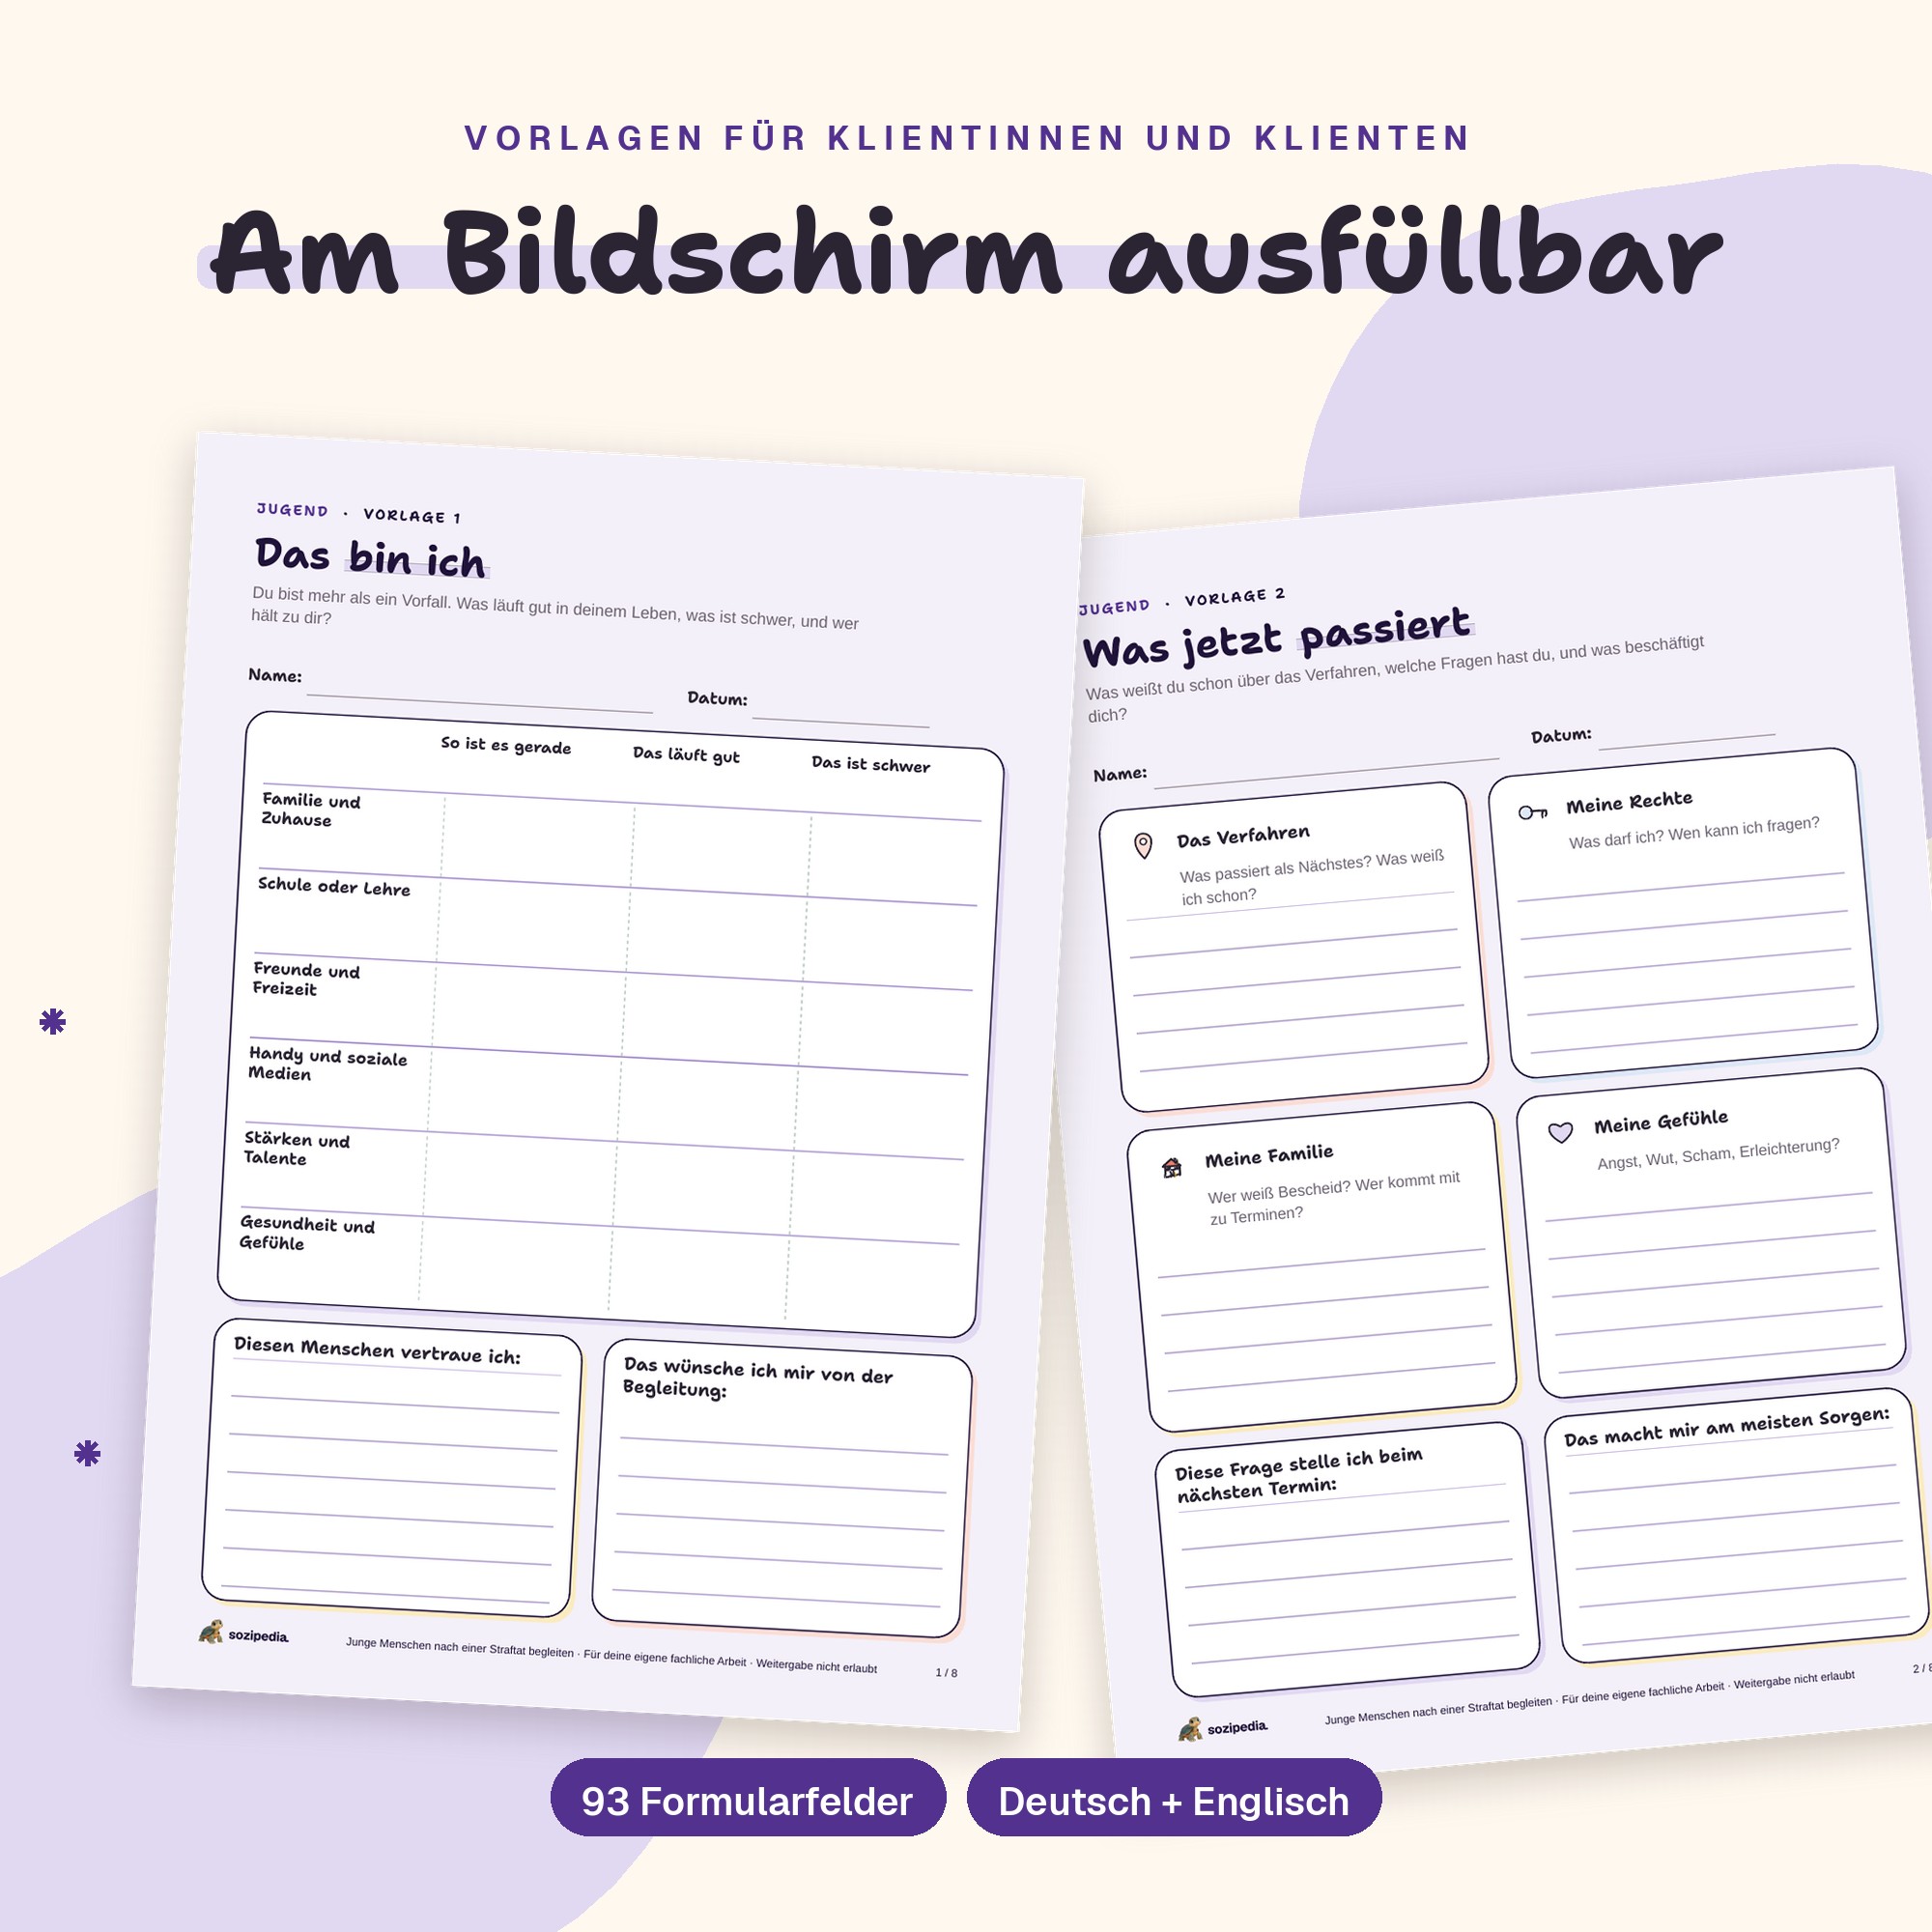 VORLAGEN FÜR KLIENTINNEN UND KLIENTEN
Am Bildschirm ausfüllbar
JUGEND · VORLAGE 1
Das bin ich
Du bist mehr als ein Vorfall. Was läuft gut in deinem Leben, was ist schwer, und wer
hält zu dir?
Name:
Datum:
So ist es gerade
Das läuft gut
Das ist schwer
Familie und
Zuhause
Schule oder Lehre
Freunde und
Freizeit
Handy und soziale
Medien
Stärken und
Talente
Gesundheit und
Gefühle
Diesen Menschen vertraue ich:
Das wünsche ich mir von der
Begleitung:
sozipedia.
Junge Menschen nach einer Straftat begleiten · Für deine eigene fachliche Arbeit · Weitergabe nicht erlaubt
1 / 8
JUGEND · VORLAGE 2
Was jetzt passiert
Was weißt du schon über das Verfahren, welche Fragen hast du, und was beschäftigt
dich?
Name:
Datum:
Das Verfahren
Was passiert als Nächstes? Was weiß
ich schon?
Meine Rechte
Was darf ich? Wen kann ich fragen?
Meine Familie
Wer weiß Bescheid? Wer kommt mit
zu Terminen?
Meine Gefühle
Angst, Wut, Scham, Erleichterung?
Diese Frage stelle ich beim
nächsten Termin:
Das macht mir am meisten Sorgen:
sozipedia.
Junge Menschen nach einer Straftat begleiten · Für deine eigene fachliche Arbeit · Weitergabe nicht erlaubt
2 / 8
93 Formularfelder
Deutsch + Englisch